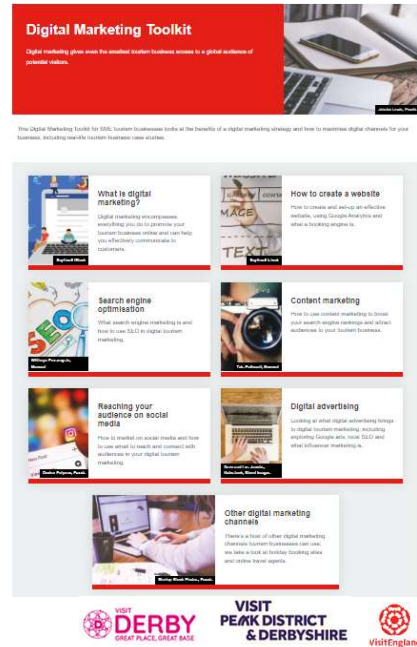 Digital Marketing Toolkit
Digital marketing gives even the smallest tourism business access to a global audience of
potential visitors.
This Digital Marketing Toolkit for SME tourism businesses looks at the benefits of a digital marketing strategy and how to maximise digital channels for your
business, including real-life tourism business case studies.
What is digital
marketing?
Digital marketing encompasses
everything you do to promote your
tourism business online and can help
you effectively communicate to
customers.
How to create a website
How to create and set-up an effective
website, using Google Analytics and
what a booking engine is.
IMAGE
TEXT
Search engine
optimisation
What search engine marketing is and
how to use SEO in digital tourism
marketing.
SEO
Content marketing
How to use content marketing to boost
your search engine rankings and attract
audiences to your tourism business.
Reaching your
audience on social
media
How to market on social media and how
to use email to reach and connect with
audiences in your digital tourism
marketing.
Digital advertising
Looking at what digital advertising brings
to digital tourism marketing, including
exploring Google ads, local SEO and
what influencer marketing is.
Other digital marketing
channels
There's a host of other digital marketing
channels tourism businesses can use;
we take a look at holiday booking sites
and online travel agents.
VISIT
DERBY
GREAT PLACE, GREAT BASE
VISIT
PEAK DISTRICT
& DERBYSHIRE
VisitEngland